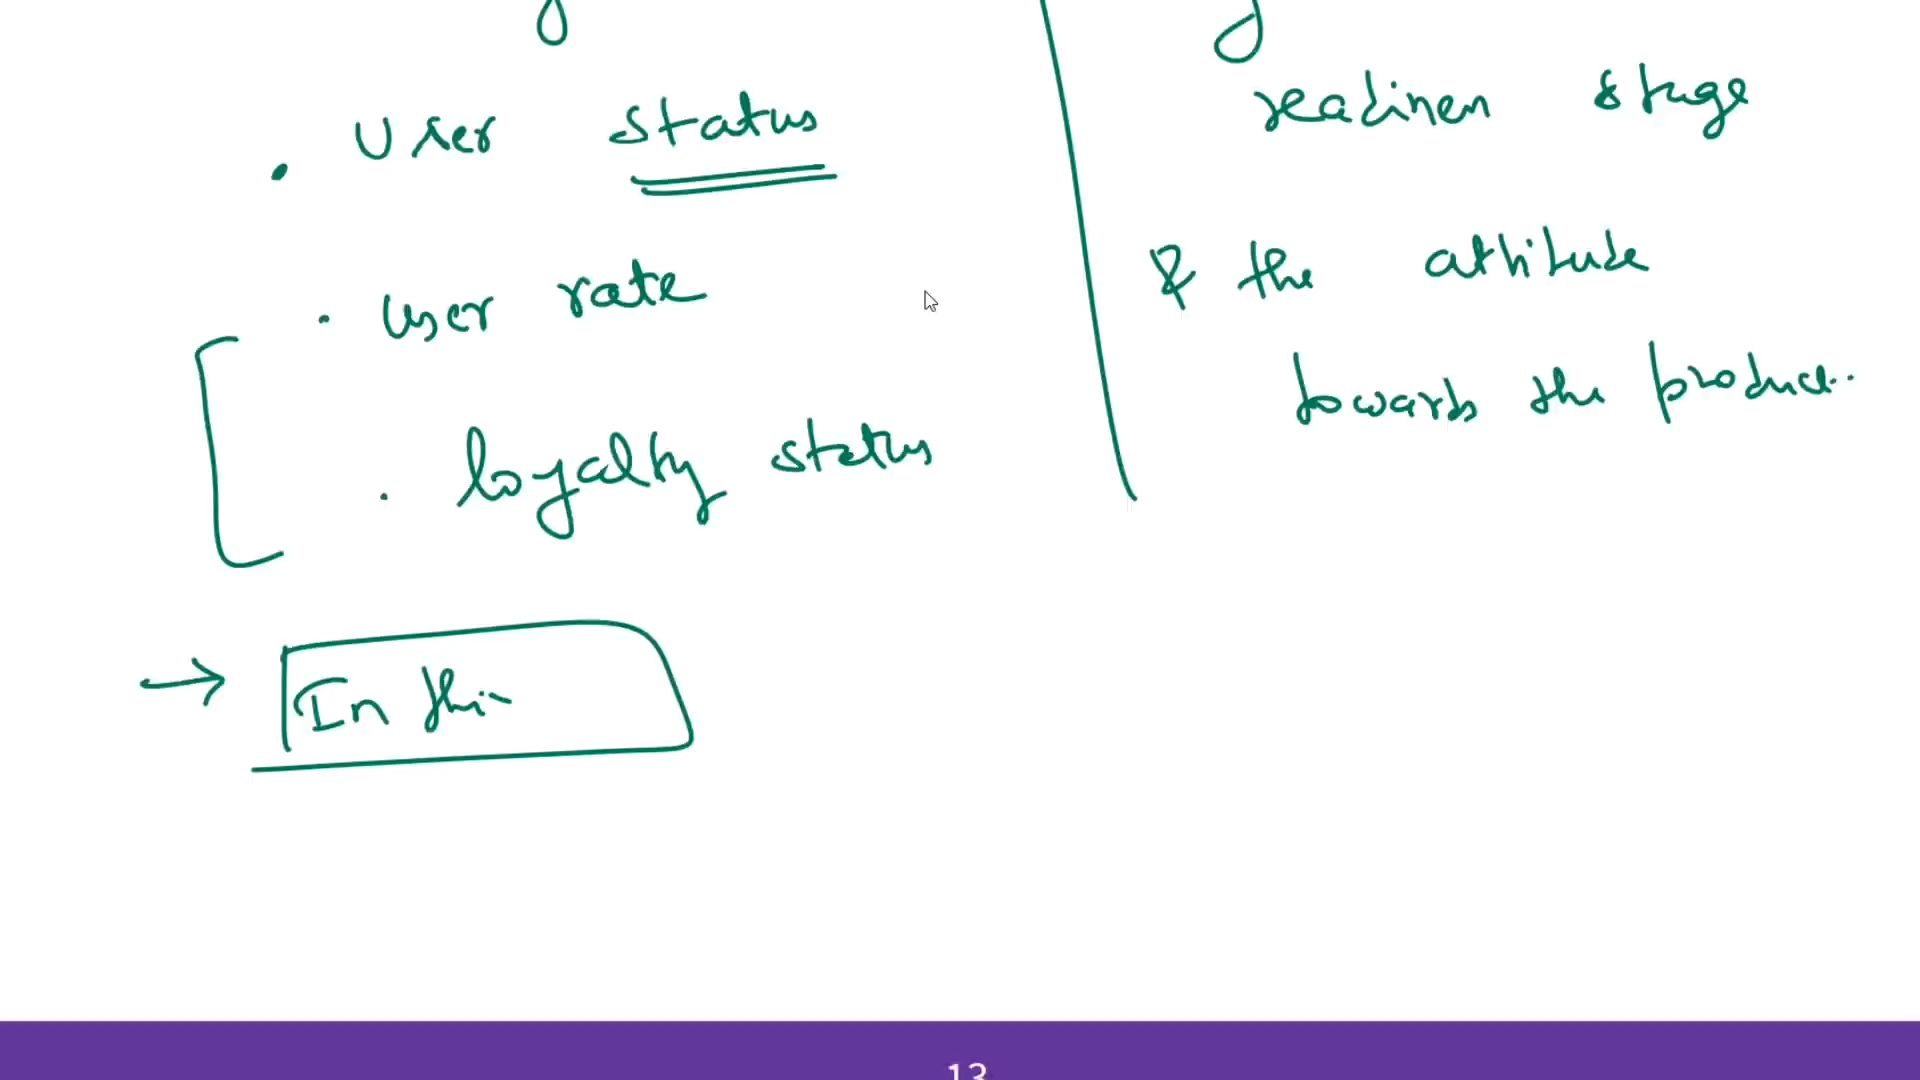 • User status
• User rate
• loyalty status
→ In this
readiness stage
& the attitude
towards the product..
13